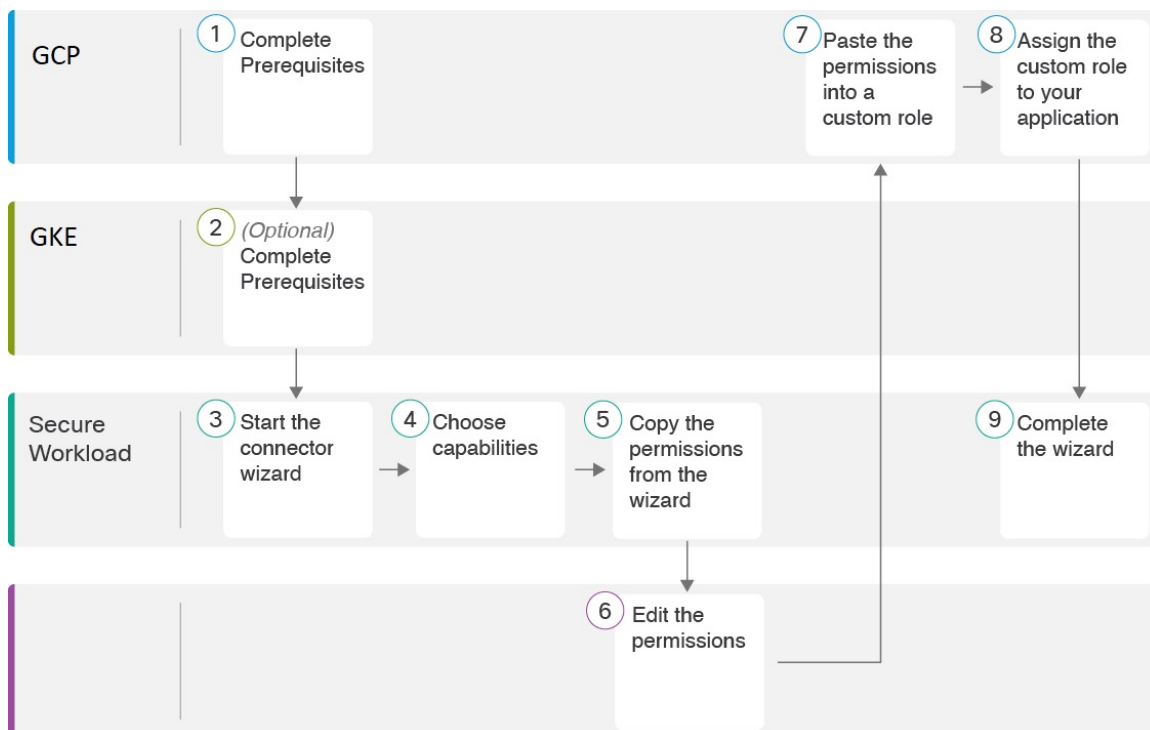 GCP
1
Complete
Prerequisites
7
Paste the
permissions
into a
custom role
8
Assign the
custom role
to your
application
GKE
2
(Optional)
Complete
Prerequisites
Secure
Workload
3
Start the
connector
wizard
4
Choose
capabilities
5
Copy the
permissions
from the
wizard
9
Complete
the wizard
6
Edit the
permissions